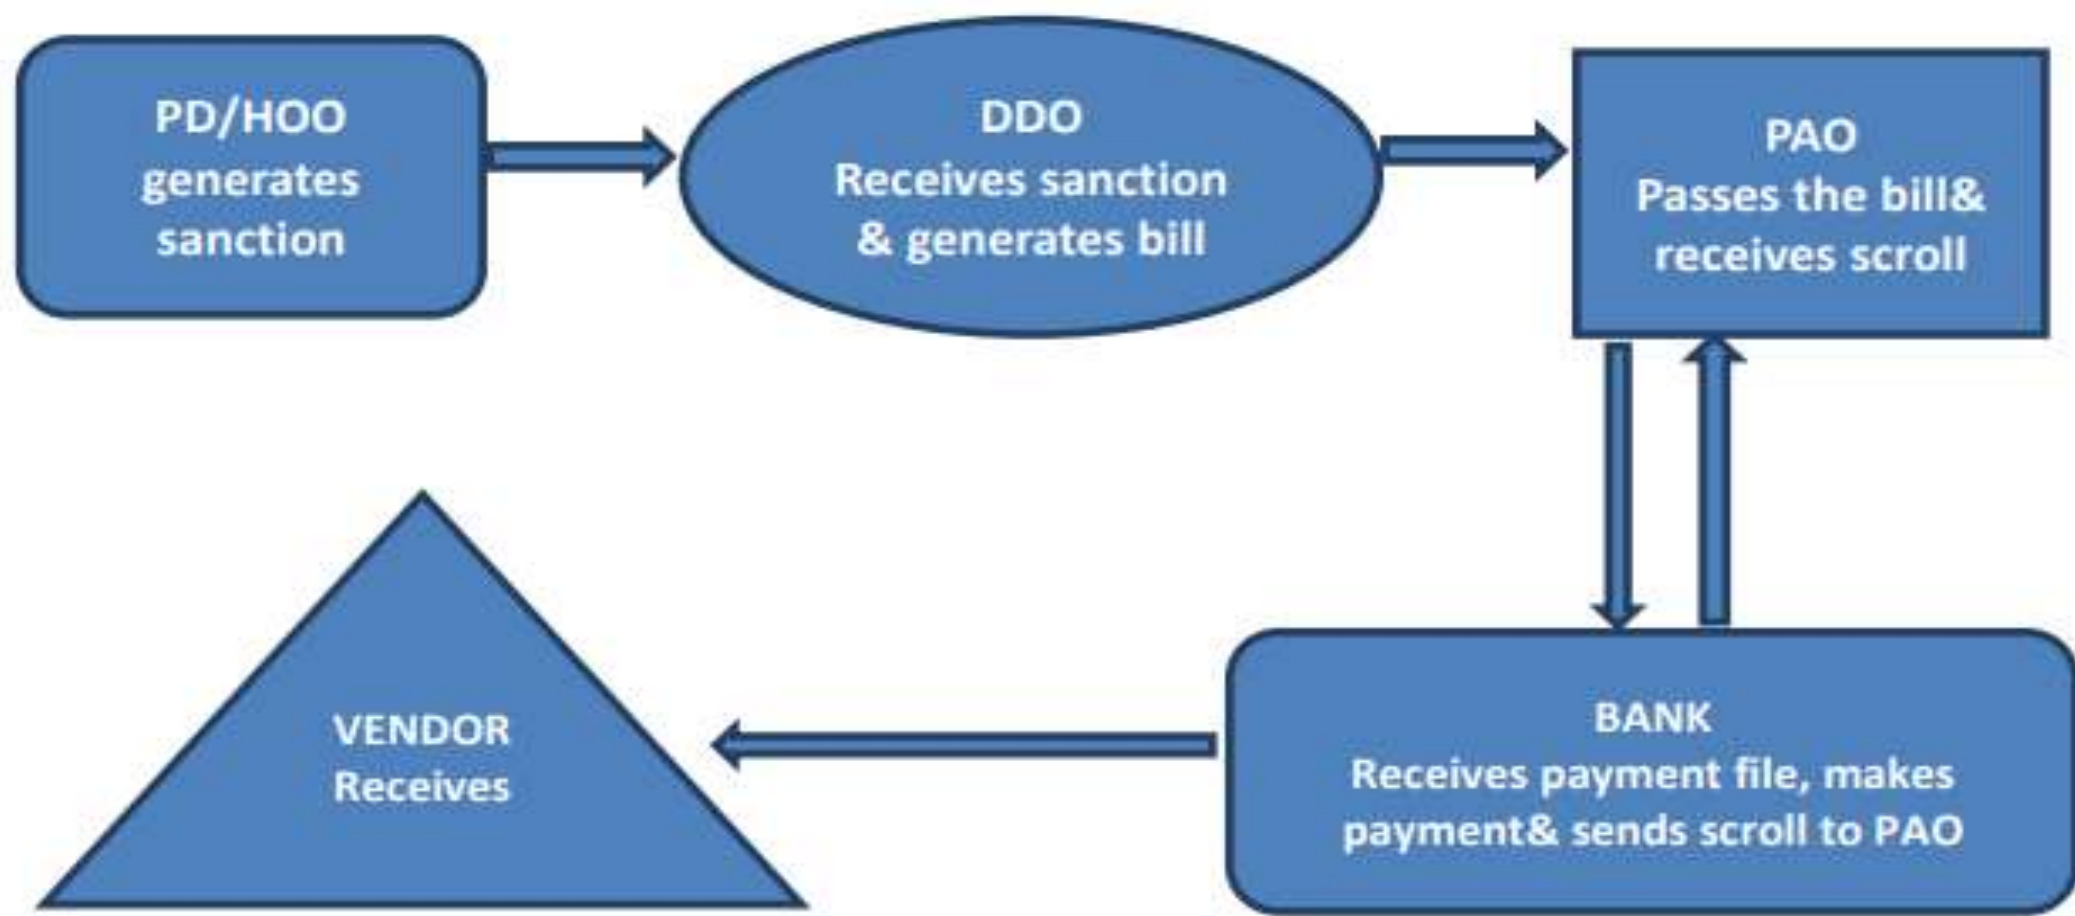 PD/HOO
generates
sanction
DDO
Receives sanction
& generates bill
PAO
Passes the bill&
receives scroll
VENDOR
Receives
BANK
Receives payment file, makes
payment& sends scroll to PAO